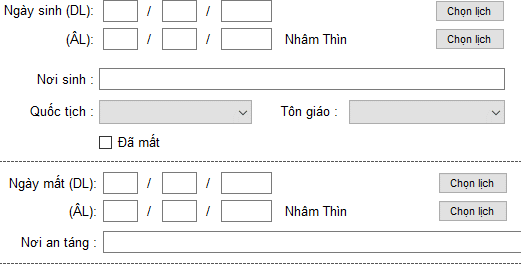 Ngày sinh (DL): / / Chọn lịch
(ÂL): / / Nhâm Thìn Chọn lịch
Nơi sinh :
Quốc tịch : Tôn giáo :
Đã mất
Ngày mất (DL): / / Chọn lịch
(ÂL): / / Nhâm Thìn Chọn lịch
Nơi an táng :